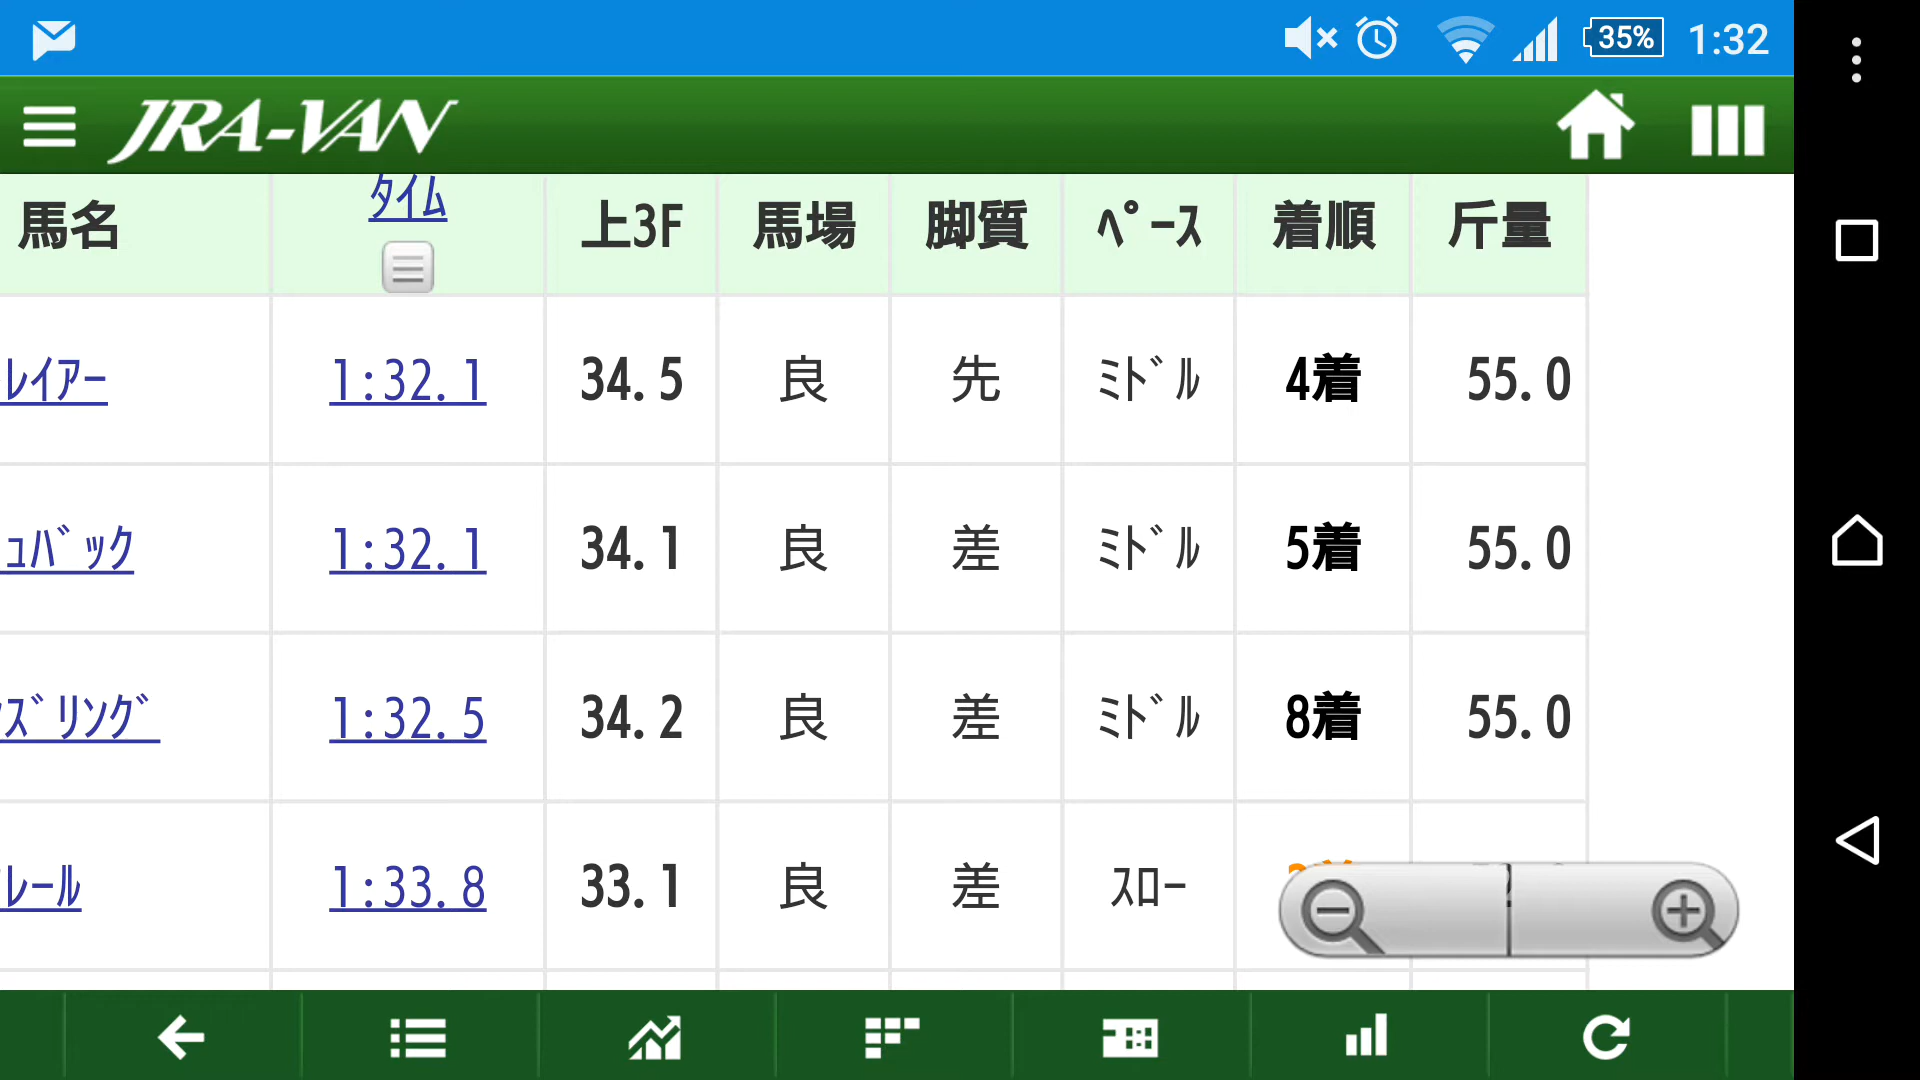 35% 1:32
JRA-VAN
馬名 ﾀｲﾑ 上3F 馬場 脚質 ﾍﾟｰｽ 着順 斤量
ﾚｲｱｰ 1:32.1 34.5 良 先 ﾐﾄﾞﾙ 4着 55.0
ｭﾊﾞｯｸ 1:32.1 34.1 良 差 ﾐﾄﾞﾙ 5着 55.0
ｽﾞﾘﾝｸﾞ 1:32.5 34.2 良 差 ﾐﾄﾞﾙ 8着 55.0
ﾚｰﾙ 1:33.8 33.1 良 差 ｽﾛｰ